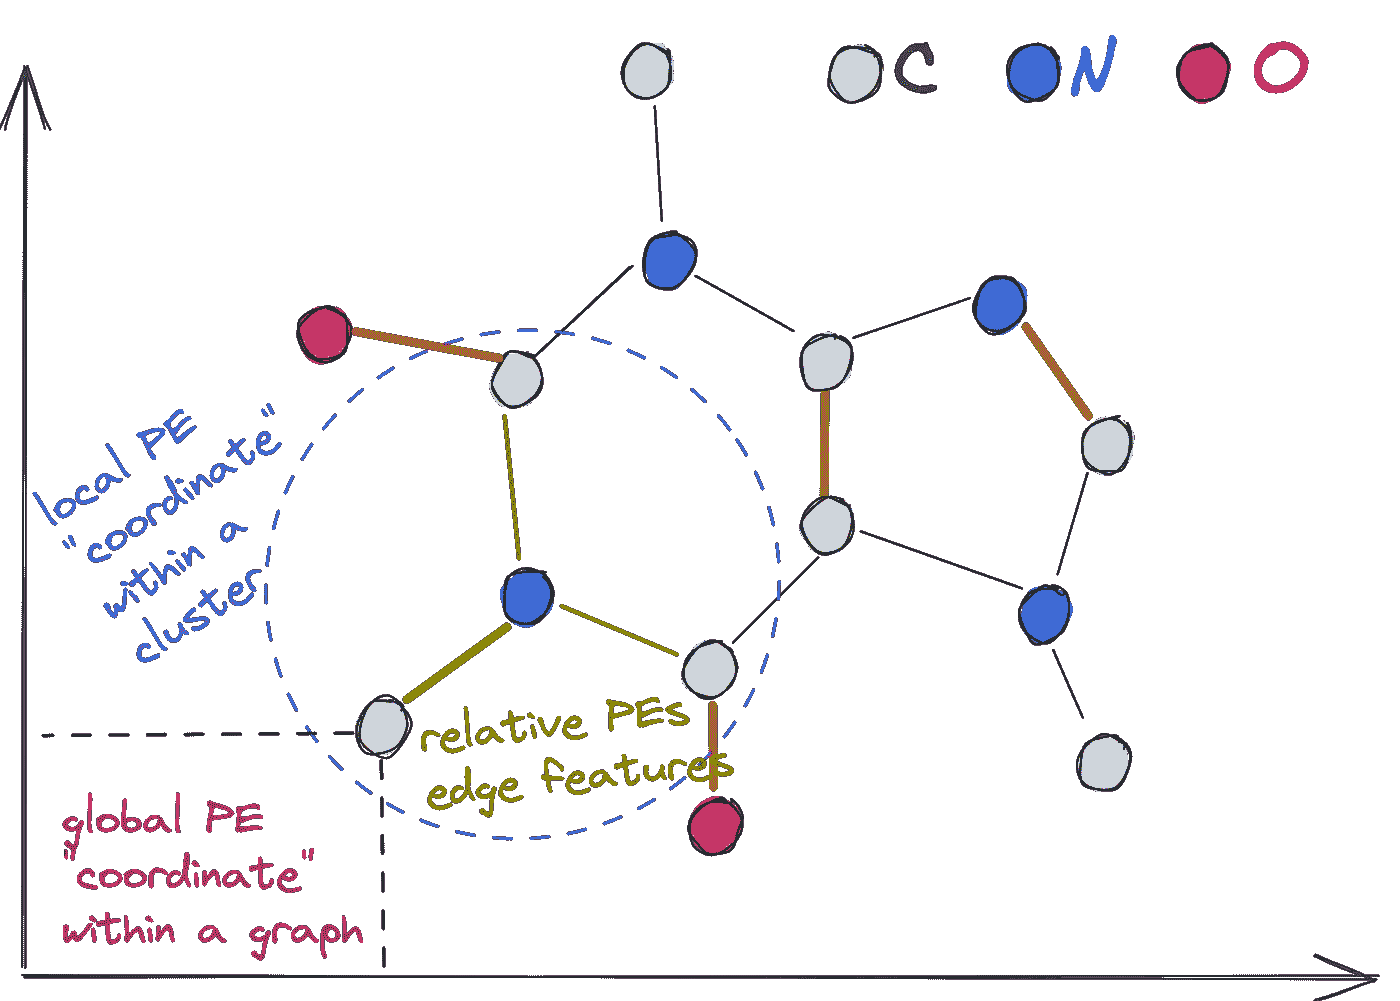 C N O
local PE
"coordinate"
within a
cluster
relative PEs
edge features
global PE
"coordinate"
within a graph